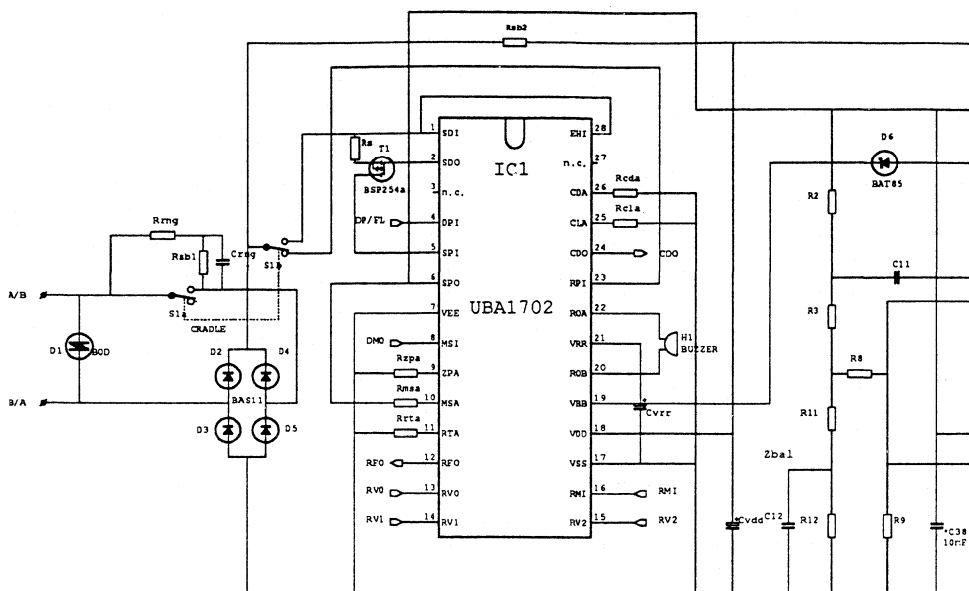 Rsb2
1 SDI
EHI 28
Rs
T1
2 SDO
n.c. 27
IC1
D6
BSP254a
BAT85
3 n.c.
CDA 26
Rcda
R2
DP/FL
4 DPI
CLA 25
Rcla
Rrng
Rsb1
Crng
S1b
5 SPI
CDO 24
CDO
C11
6 SPO
RPI 23
A/B
S1a
CRADLE
UBA1702
7 VEE
ROA 22
R3
H1
BUZZER
D1
BOD
D2
D4
DMO
8 MSI
VRR 21
Rzpa
9 ZPA
ROB 20
R8
BAS11
Rmsa
10 MSA
VBB 19
Cvrr
B/A
D3
D5
Rrta
11 RTA
VDD 18
R11
RFO
12 RFO
VSS 17
Zbal
RVO
13 RVO
RMI 16
RMI
RV1
14 RV1
RV2 15
RV2
Cvdd
C12
R12
R9
C38
10nF